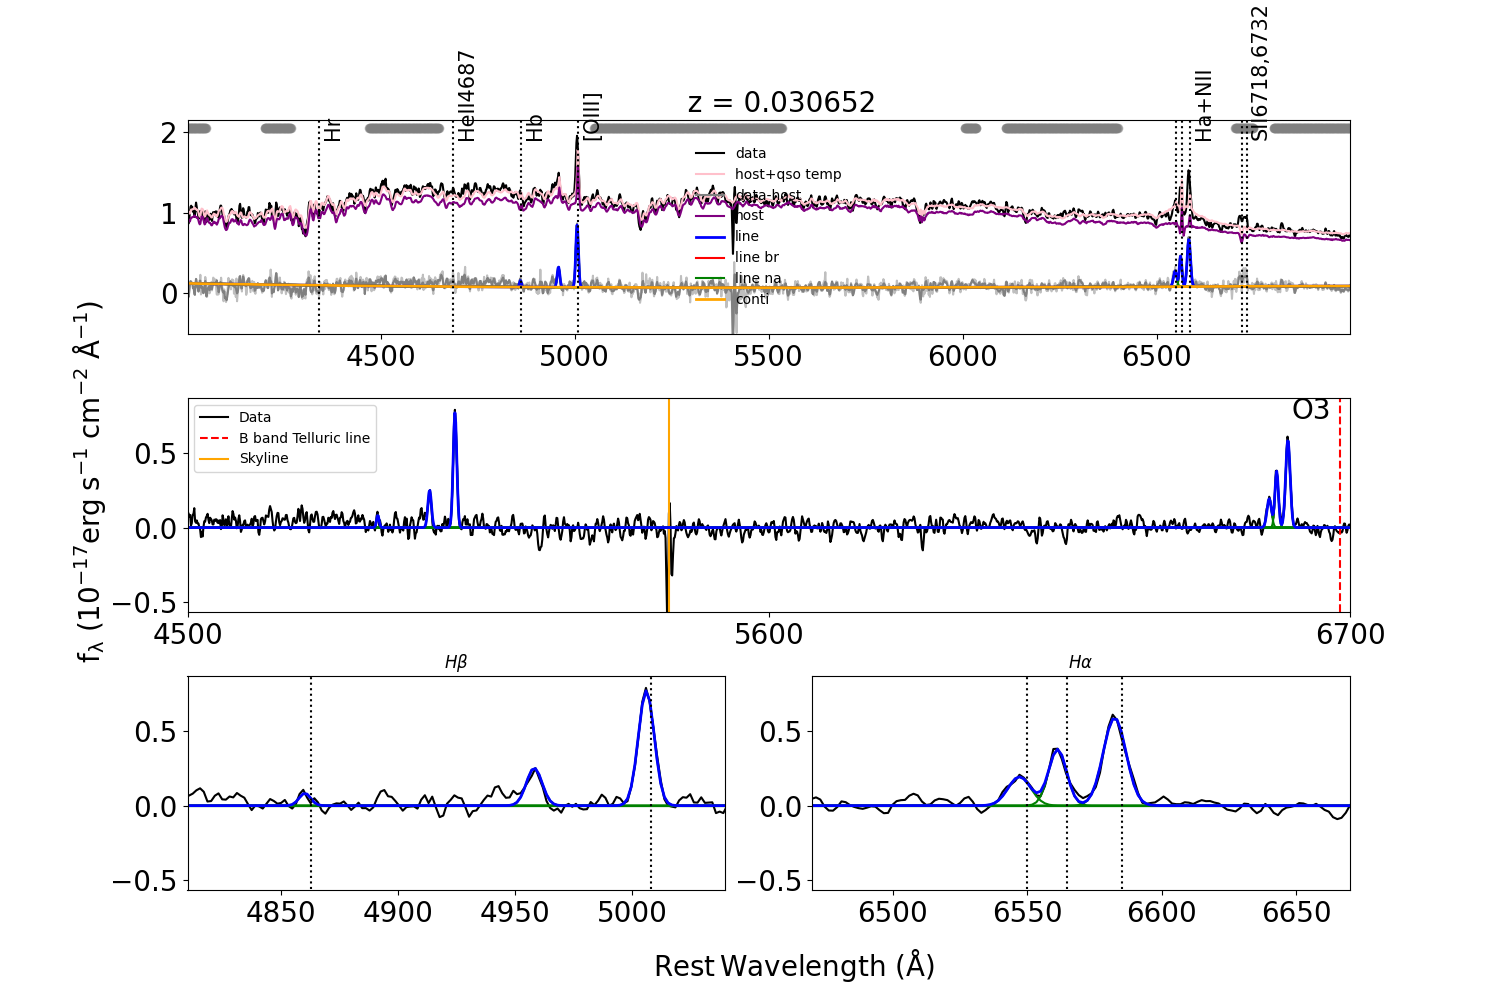 z = 0.030652
Hr
HeII4687
Hb
[OIII]
Ha+NII
SII6718,6732
data
host+qso temp
data-host
host
line
line br
line na
conti
2
1
0
4500
5000
5500
6000
6500
fλ (10⁻¹⁷erg s⁻¹ cm⁻² Å⁻¹)
Data
B band Telluric line
Skyline
O3
0.5
0.0
−0.5
4500
5600
6700
Hβ
0.5
0.0
−0.5
4850
4900
4950
5000
Hα
0.5
0.0
−0.5
6500
6550
6600
6650
Rest Wavelength (Å)